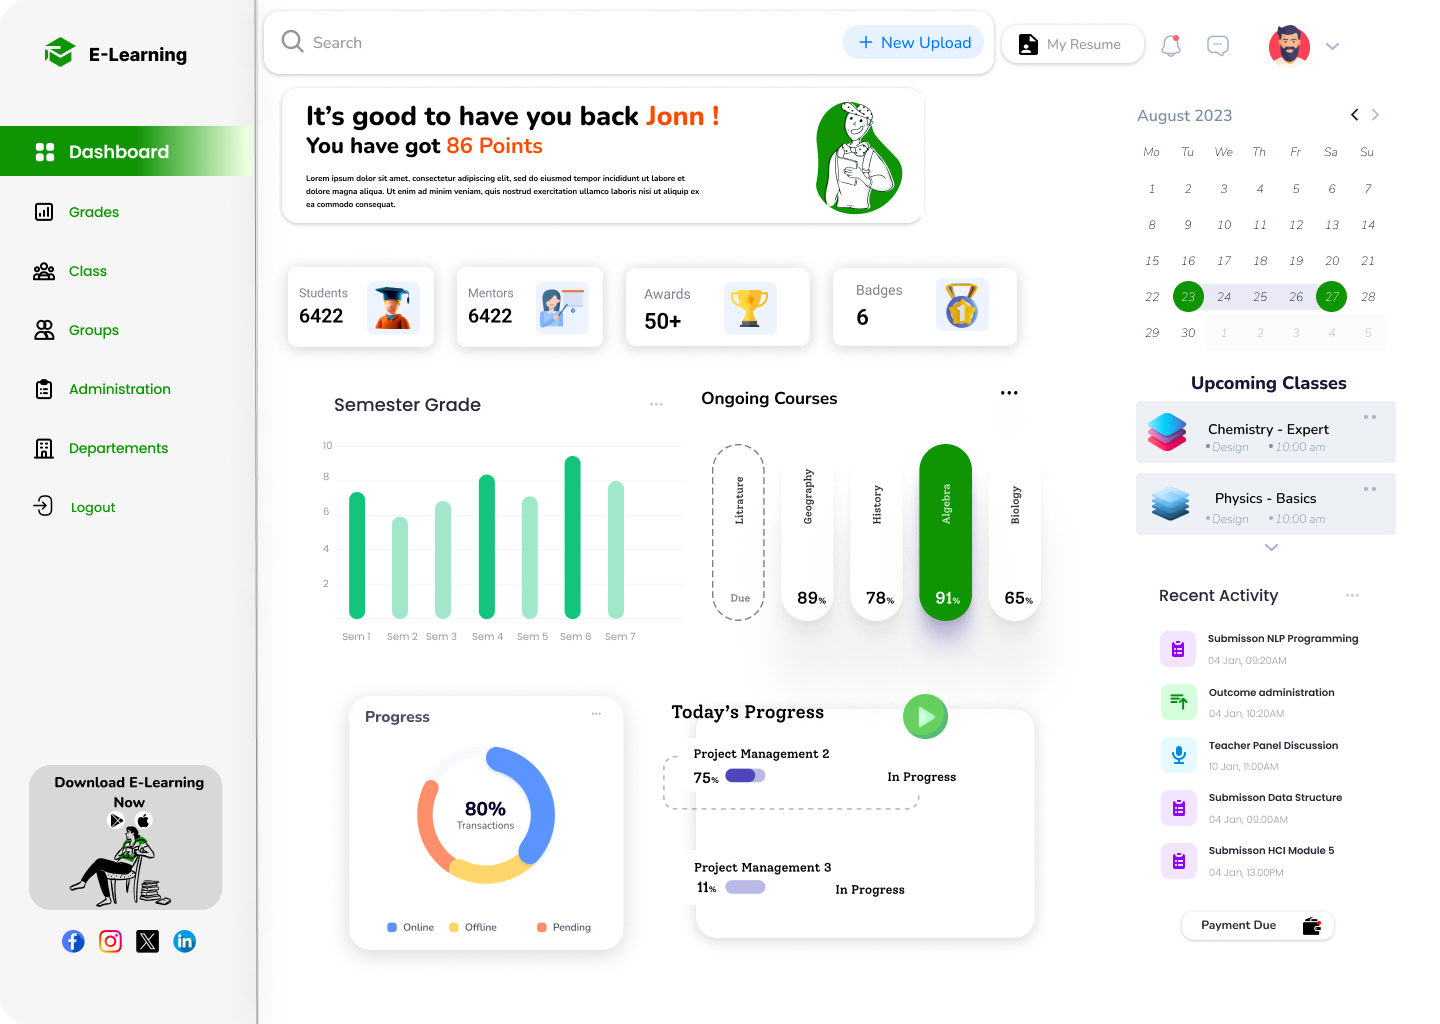 E-Learning
Dashboard
Grades
Class
Groups
Administration
Departements
Logout
Download E-Learning
Now
Search
+ New Upload
My Resume
It’s good to have you back Jonn !
You have got 86 Points
Lorem ipsum dolor sit amet, consectetur adipiscing elit, sed do eiusmod tempor incididunt ut labore et
dolore magna aliqua. Ut enim ad minim veniam, quis nostrud exercitation ullamco laboris nisi ut aliquip ex
ea commodo consequat.
Students
6422
Mentors
6422
Awards
50+
Badges
6
1
Semester Grade
10
8
6
4
2
Sem 1 Sem 2 Sem 3 Sem 4 Sem 5 Sem 6 Sem 7
Ongoing Courses
Litrature
Due
Geography
89%
History
78%
Algebra
91%
Biology
65%
Progress
80%
Transactions
Online Offline Pending
Today’s Progress
Project Management 2
75% In Progress
Project Management 3
11% In Progress
August 2023
Mo Tu We Th Fr Sa Su
1 2 3 4 5 6 7
8 9 10 11 12 13 14
15 16 17 18 19 20 21
22 23 24 25 26 27 28
29 30 1 2 3 4 5
Upcoming Classes
Chemistry - Expert
Design 10:00 am
Physics - Basics
Design 10:00 am
Recent Activity
Submisson NLP Programming
04 Jan, 09:20AM
Outcome administration
04 Jan, 10:20AM
Teacher Panel Discussion
10 Jan, 11:00AM
Submisson Data Structure
04 Jan, 09.00AM
Submisson HCI Module 5
04 Jan, 13.00PM
Payment Due